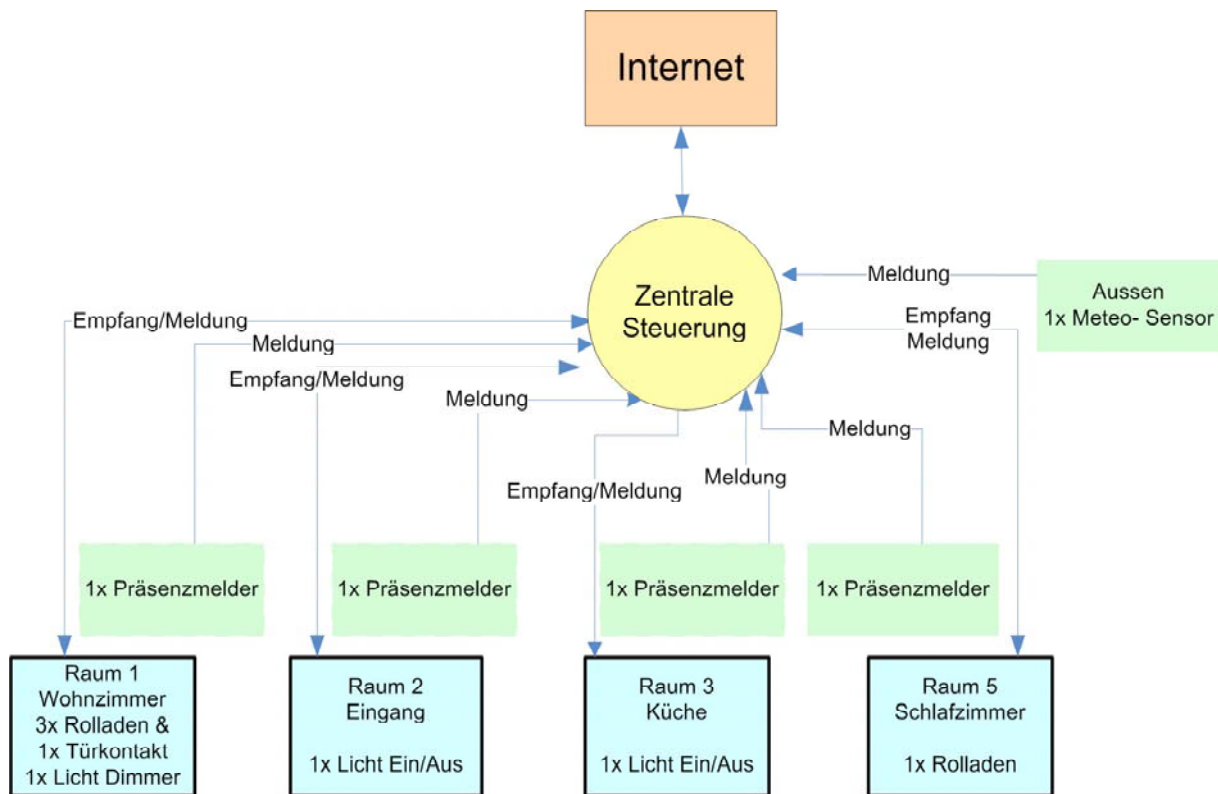 Internet
Zentrale
Steuerung
Meldung
Aussen
1x Meteo- Sensor
Empfang/Meldung
Meldung
Empfang/Meldung
Meldung
Empfang
Meldung
Meldung
Meldung
Empfang/Meldung
1x Präsenzmelder
1x Präsenzmelder
1x Präsenzmelder
1x Präsenzmelder
Raum 1
Wohnzimmer
3x Rolladen &
1x Türkontakt
1x Licht Dimmer
Raum 2
Eingang
1x Licht Ein/Aus
Raum 3
Küche
1x Licht Ein/Aus
Raum 5
Schlafzimmer
1x Rolladen